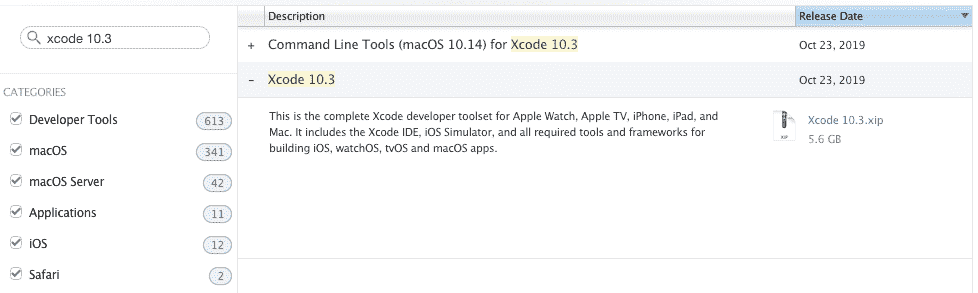 Description
Release Date
xcode 10.3
+ Command Line Tools (macOS 10.14) for Xcode 10.3
Oct 23, 2019
– Xcode 10.3
Oct 23, 2019
CATEGORIES
Developer Tools 613
macOS 341
macOS Server 42
Applications 11
iOS 12
Safari 2
This is the complete Xcode developer toolset for Apple Watch, Apple TV, iPhone, iPad, and
Mac. It includes the Xcode IDE, iOS Simulator, and all required tools and frameworks for
building iOS, watchOS, tvOS and macOS apps.
XIP
Xcode 10.3.xip
5.6 GB